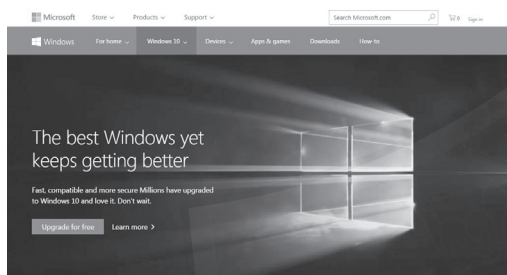 Microsoft Store Products Support Search Microsoft.com 0 Sign in
Windows For home Windows 10 Devices Apps & games Downloads How-to
The best Windows yet
keeps getting better
Fast, compatible and more secure Millions have upgraded
to Windows 10 and love it. Don't wait.
Upgrade for free Learn more >